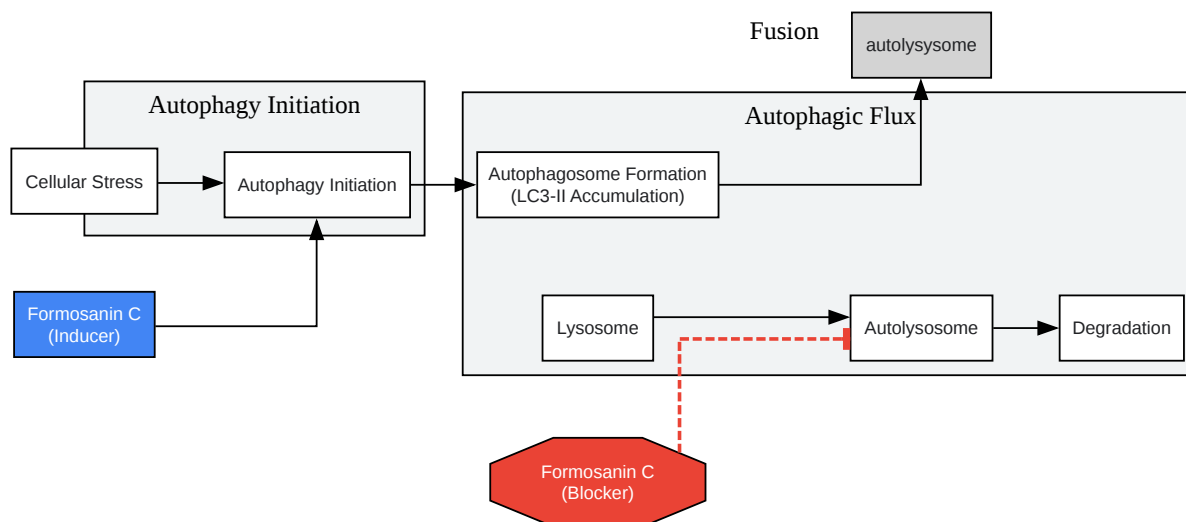 Fusion
autolysysome
Autophagy Initiation
Autophagic Flux
Cellular Stress
Autophagy Initiation
Autophagosome Formation
(LC3-II Accumulation)
Formosanin C
(Inducer)
Lysosome
Autolysosome
Degradation
Formosanin C
(Blocker)